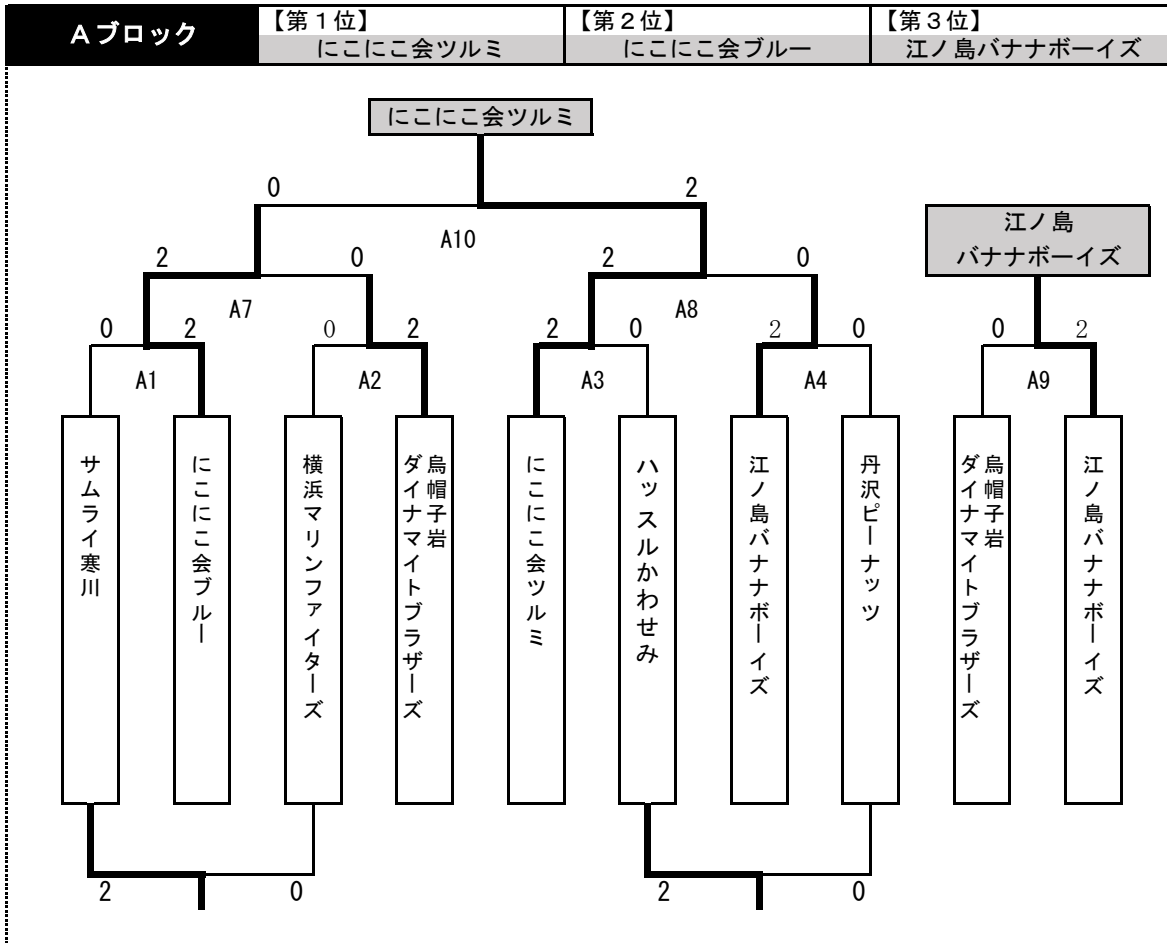 Aブロック
【第1位】
にこにこ会ツルミ
【第2位】
にこにこ会ブルー
【第3位】
江ノ島バナナボーイズ
にこにこ会ツルミ
0
2
A10
江ノ島
バナナボーイズ
2
0
2
0
A7
A8
0
2
0
2
2
0
2
0
0
2
A1
A2
A3
A4
A9
サムライ寒川
にこにこ会ブルー
横浜マリンファイターズ
烏帽子岩
ダイナマイトブラザーズ
にこにこ会ツルミ
ハッスルかわせみ
江ノ島バナナボーイズ
丹沢ピーナッツ
烏帽子岩
ダイナマイトブラザーズ
江ノ島バナナボーイズ
2
0
2
0